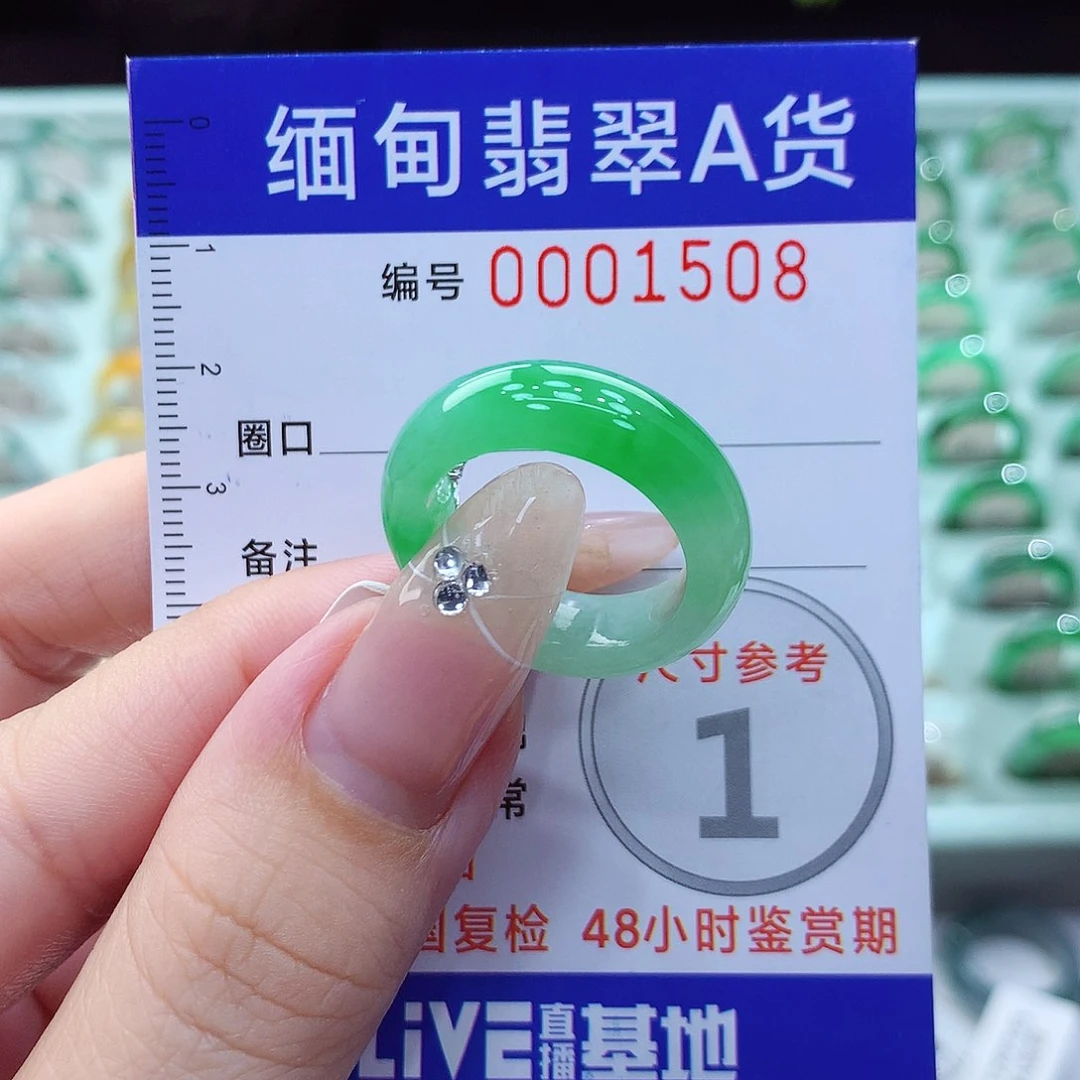 缅甸翡翠A货
编号 0001508
0
1
2
3
圈口
备注
寸参考
1
常
复检 48小时鉴赏期
LiVE直播基地